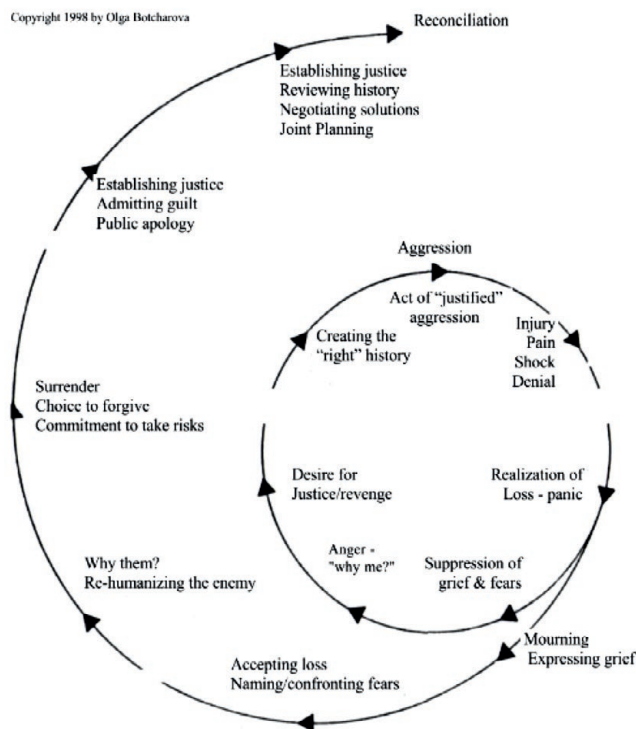 Copyright 1998 by Olga Botcharova
Reconciliation
Establishing justice
Reviewing history
Negotiating solutions
Joint Planning
Establishing justice
Admitting guilt
Public apology
Aggression
Act of "justified"
aggression
Injury
Pain
Shock
Denial
Creating the
"right" history
Surrender
Choice to forgive
Commitment to take risks
Desire for
Justice/revenge
Realization of
Loss - panic
Anger -
"why me?"
Suppression of
grief & fears
Why them?
Re-humanizing the enemy
Mourning
Expressing grief
Accepting loss
Naming/confronting fears